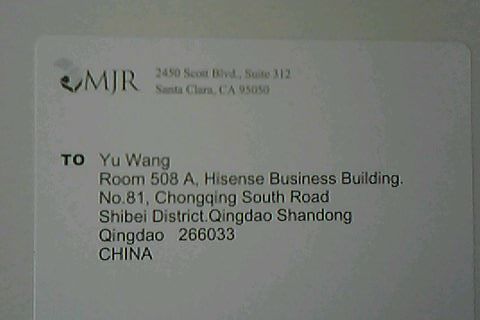 MJR
2450 Scott Blvd., Suite 312
Santa Clara, CA 95050
TO Yu Wang
Room 508 A, Hisense Business Building.
No.81, Chongqing South Road
Shibei District.Qingdao Shandong
Qingdao 266033
CHINA